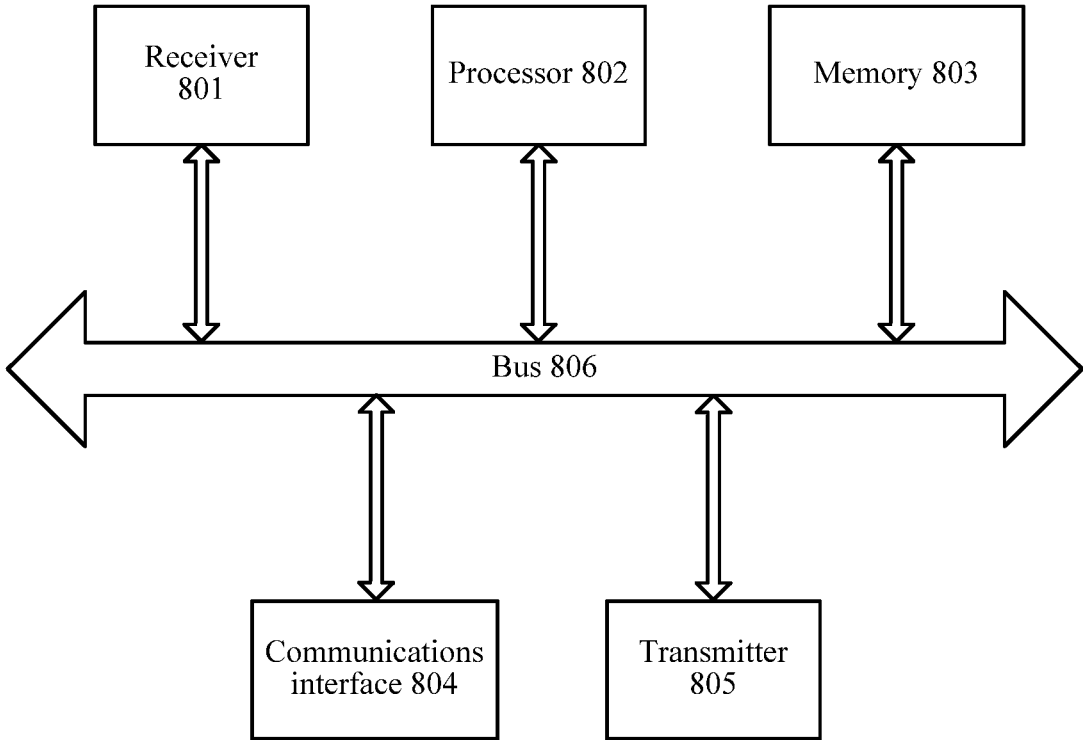 Receiver
801
Processor 802
Memory 803
Bus 806
Communications
interface 804
Transmitter
805